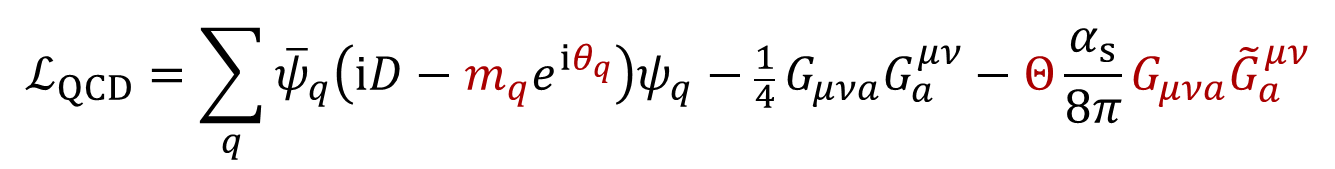 ℒ_QCD = ∑_q ψ̄_q(iD − m_q e^{iθ_q})ψ_q − ¼ G_{μνa}G_a^{μν} − Θ (α_s/8π) G_{μνa}G̃_a^{μν}